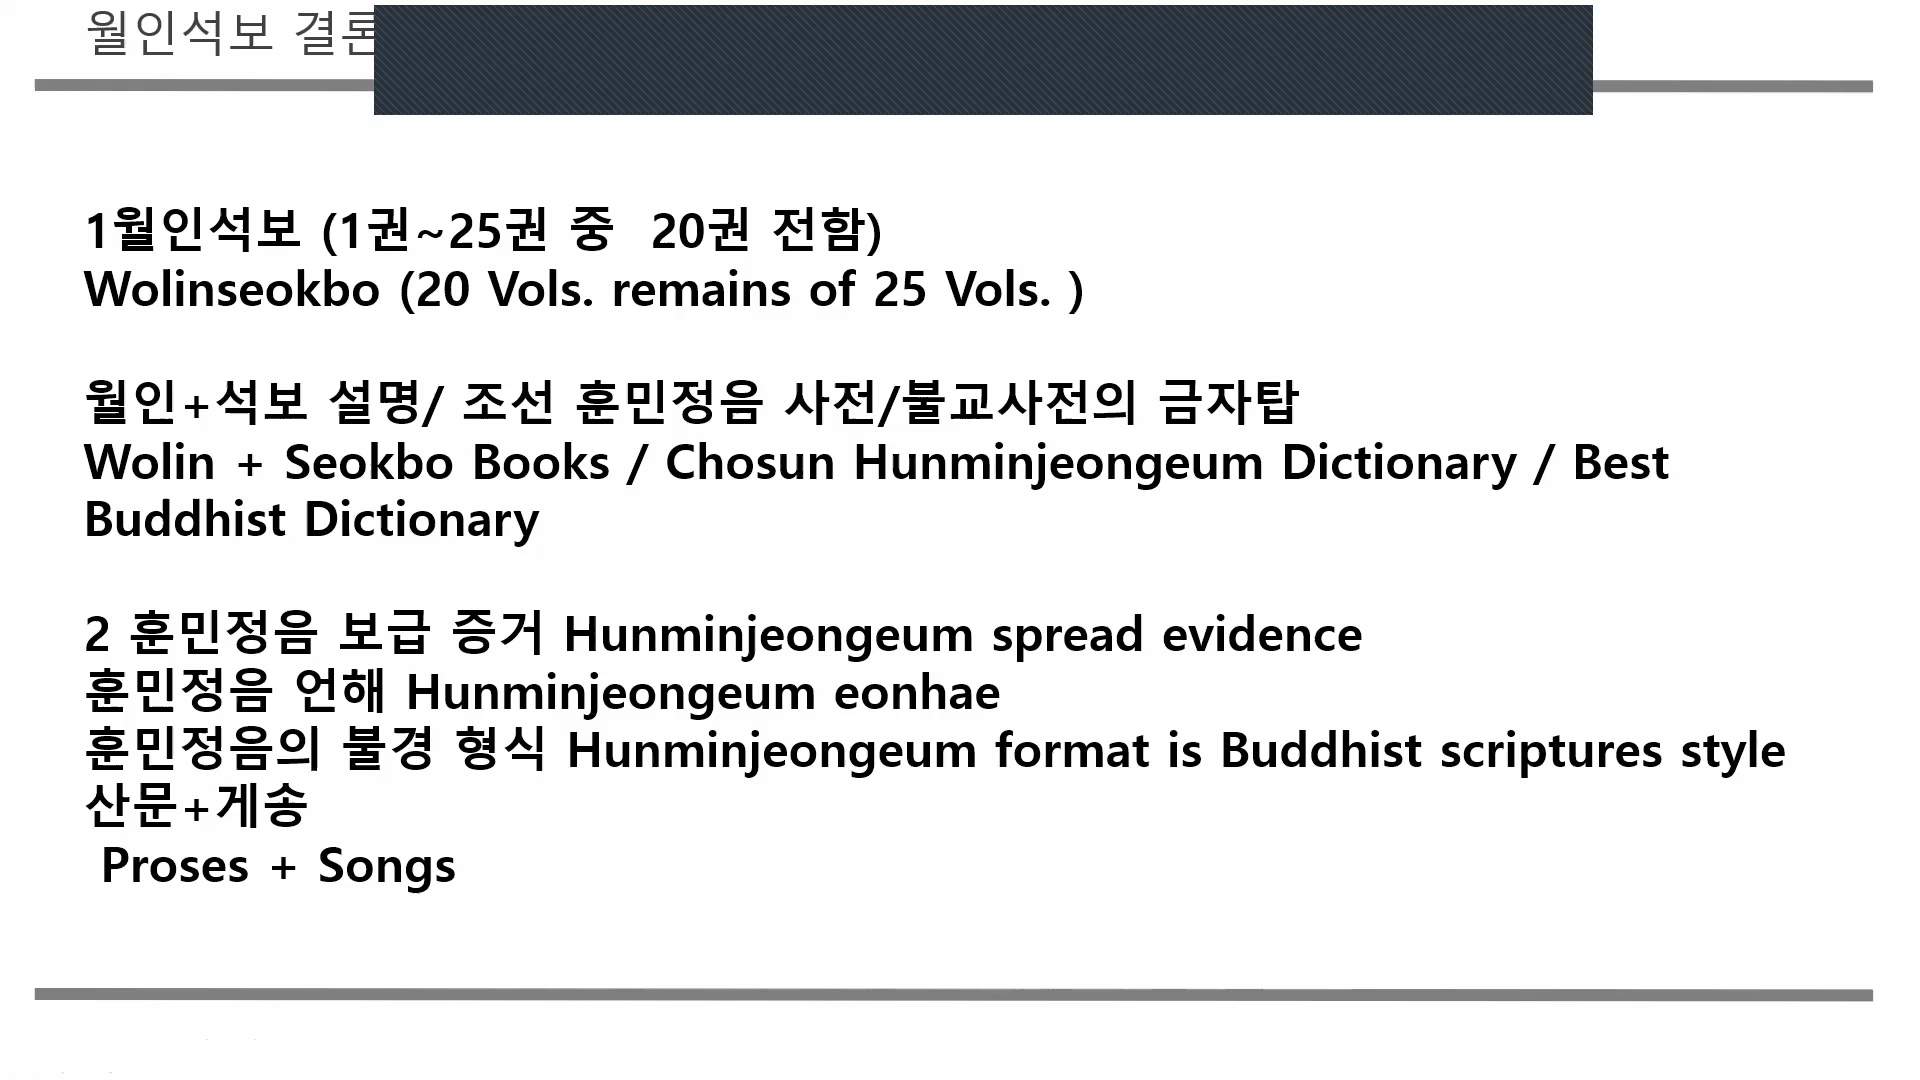 월인석보 결론
1월인석보 (1권~25권 중  20권 전함)
Wolinseokbo (20 Vols. remains of 25 Vols. )
월인+석보 설명/ 조선 훈민정음 사전/불교사전의 금자탑
Wolin + Seokbo Books / Chosun Hunminjeongeum Dictionary / Best
Buddhist Dictionary
2 훈민정음 보급 증거 Hunminjeongeum spread evidence
훈민정음 언해 Hunminjeongeum eonhae
훈민정음의 불경 형식 Hunminjeongeum format is Buddhist scriptures style
산문+게송
Proses + Songs